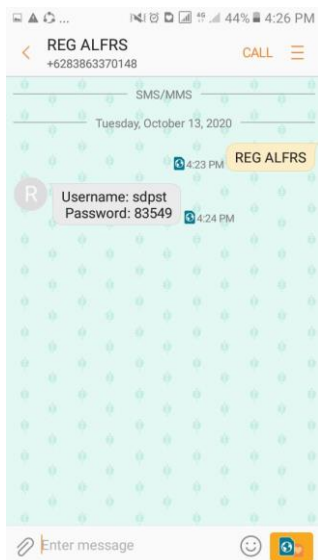 44% 4:26 PM
REG ALFRS
+6283863370148
CALL
SMS/MMS
Tuesday, October 13, 2020
4:23 PM
REG ALFRS
R
Username: sdpst
Password: 83549
4:24 PM
Enter message